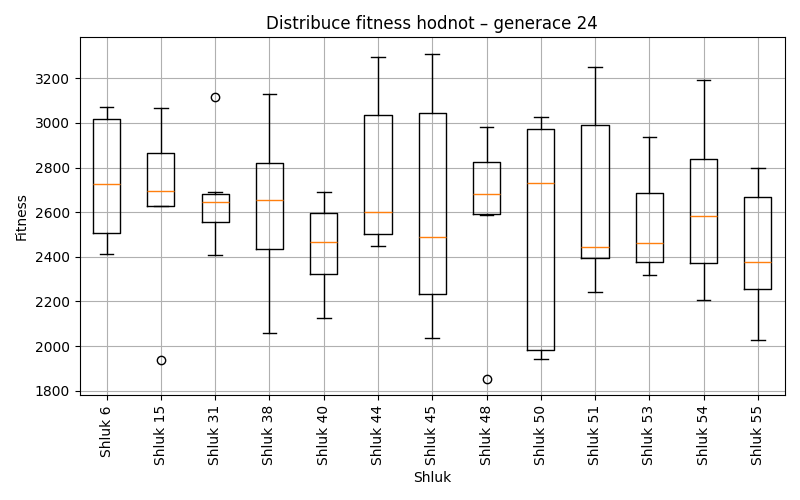 Distribuce fitness hodnot – generace 24
Fitness
3200
3000
2800
2600
2400
2200
2000
1800
Shluk 6
Shluk 15
Shluk 31
Shluk 38
Shluk 40
Shluk 44
Shluk 45
Shluk 48
Shluk 50
Shluk 51
Shluk 53
Shluk 54
Shluk 55
Shluk